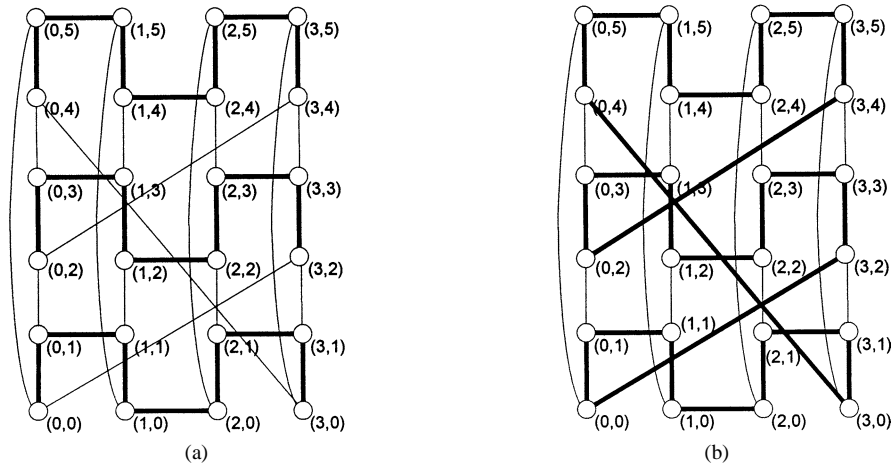 (0,5) (1,5) (2,5) (3,5) (0,5) (1,5) (2,5) (3,5)
(0,4) (1,4) (2,4) (3,4) (0,4) (1,4) (2,4) (3,4)
(0,3) (1,3) (2,3) (3,3) (0,3) (1,3) (2,3) (3,3)
(0,2) (1,2) (2,2) (3,2) (0,2) (1,2) (2,2) (3,2)
(0,1) (1,1) (2,1) (3,1) (0,1) (1,1) (2,1) (3,1)
(0,0) (1,0) (2,0) (3,0) (0,0) (1,0) (2,0) (3,0)
(a) (b)